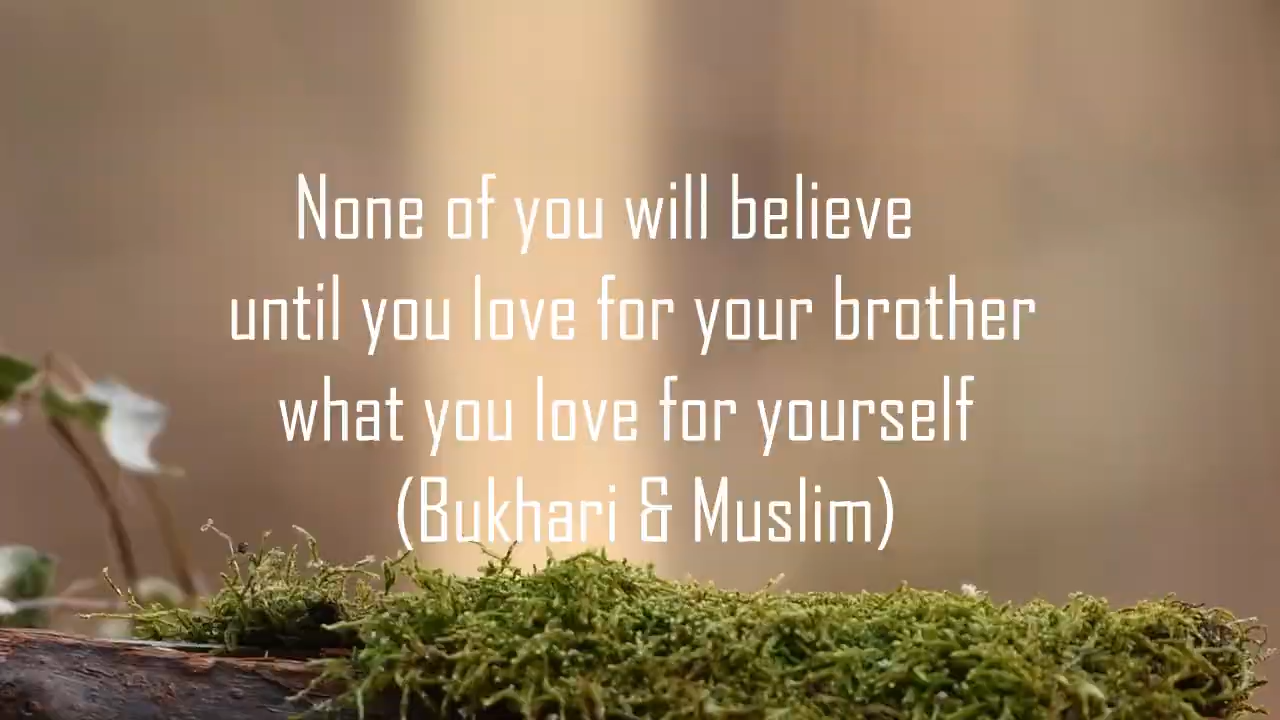 None of you will believe
until you love for your brother
what you love for yourself
(Bukhari & Muslim)